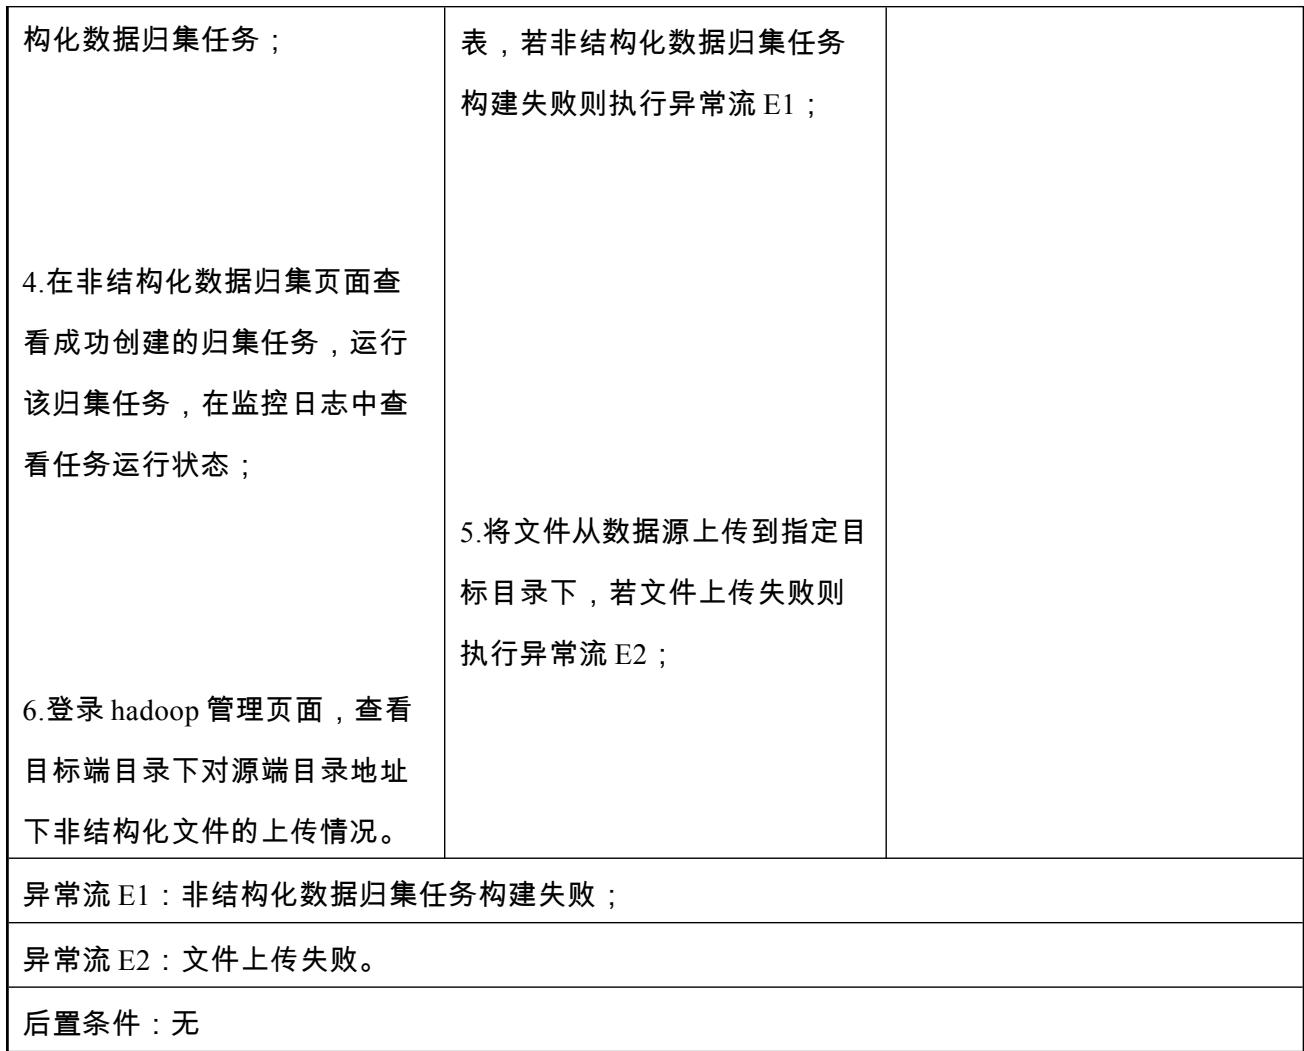 构化数据归集任务；
4.在非结构化数据归集页面查
看成功创建的归集任务，运行
该归集任务，在监控日志中查
看任务运行状态；
6.登录 hadoop 管理页面，查看
目标端目录下对源端目录地址
下非结构化文件的上传情况。
表，若非结构化数据归集任务
构建失败则执行异常流 E1；
5.将文件从数据源上传到指定目
标目录下，若文件上传失败则
执行异常流 E2；
异常流 E1：非结构化数据归集任务构建失败；
异常流 E2：文件上传失败。
后置条件：无